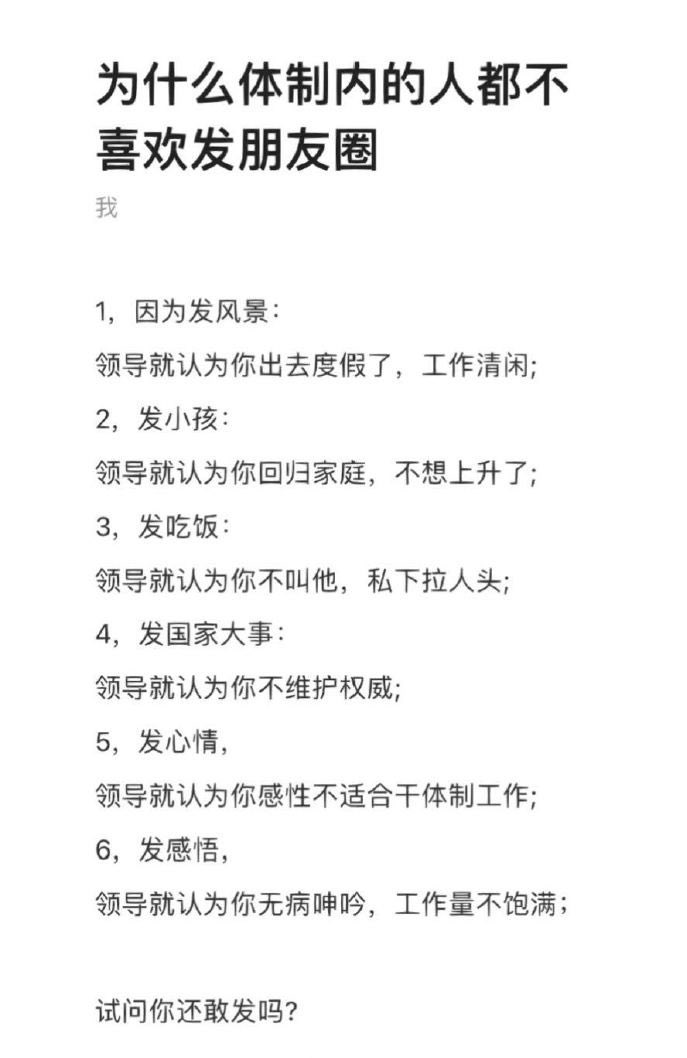 为什么体制内的人都不
喜欢发朋友圈
我
1，因为发风景：
领导就认为你出去度假了，工作清闲;
2，发小孩：
领导就认为你回归家庭，不想上升了;
3，发吃饭：
领导就认为你不叫他，私下拉人头;
4，发国家大事：
领导就认为你不维护权威;
5，发心情，
领导就认为你感性不适合干体制工作;
6，发感悟，
领导就认为你无病呻吟，工作量不饱满；
试问你还敢发吗?